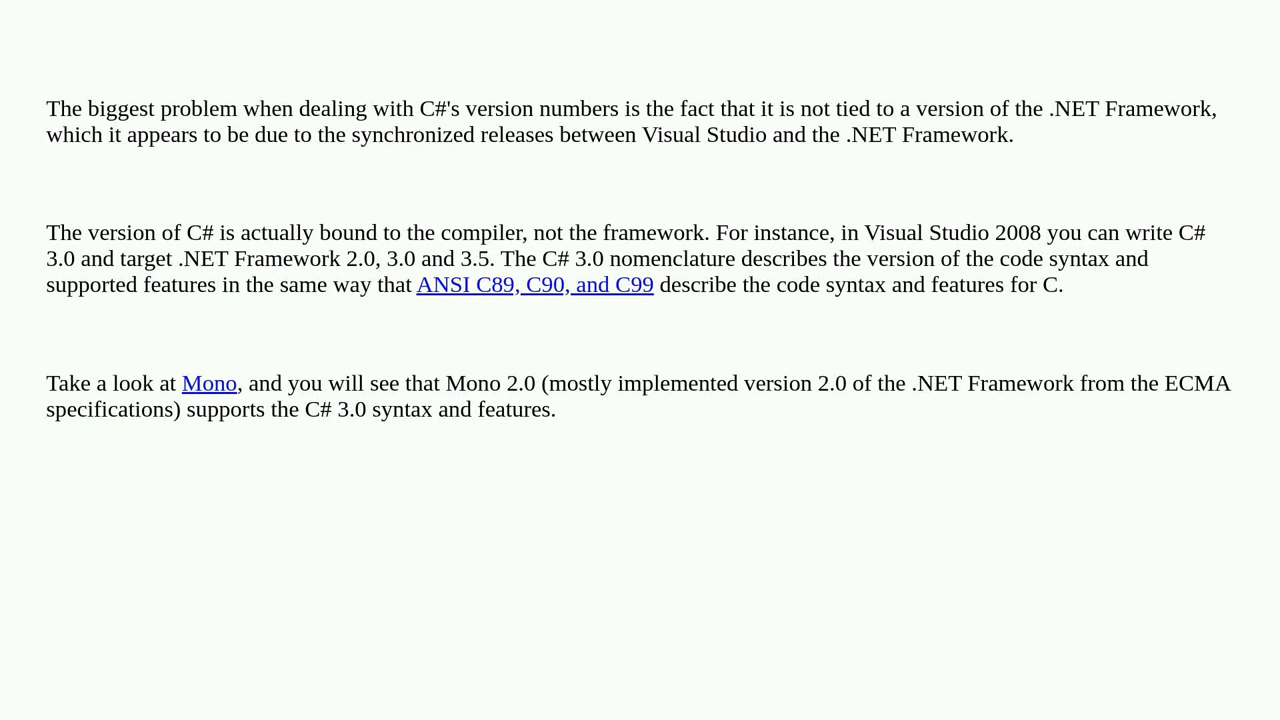 The biggest problem when dealing with C#'s version numbers is the fact that it is not tied to a version of the .NET Framework,
which it appears to be due to the synchronized releases between Visual Studio and the .NET Framework.
The version of C# is actually bound to the compiler, not the framework. For instance, in Visual Studio 2008 you can write C#
3.0 and target .NET Framework 2.0, 3.0 and 3.5. The C# 3.0 nomenclature describes the version of the code syntax and
supported features in the same way that ANSI C89, C90, and C99 describe the code syntax and features for C.
Take a look at Mono, and you will see that Mono 2.0 (mostly implemented version 2.0 of the .NET Framework from the ECMA
specifications) supports the C# 3.0 syntax and features.